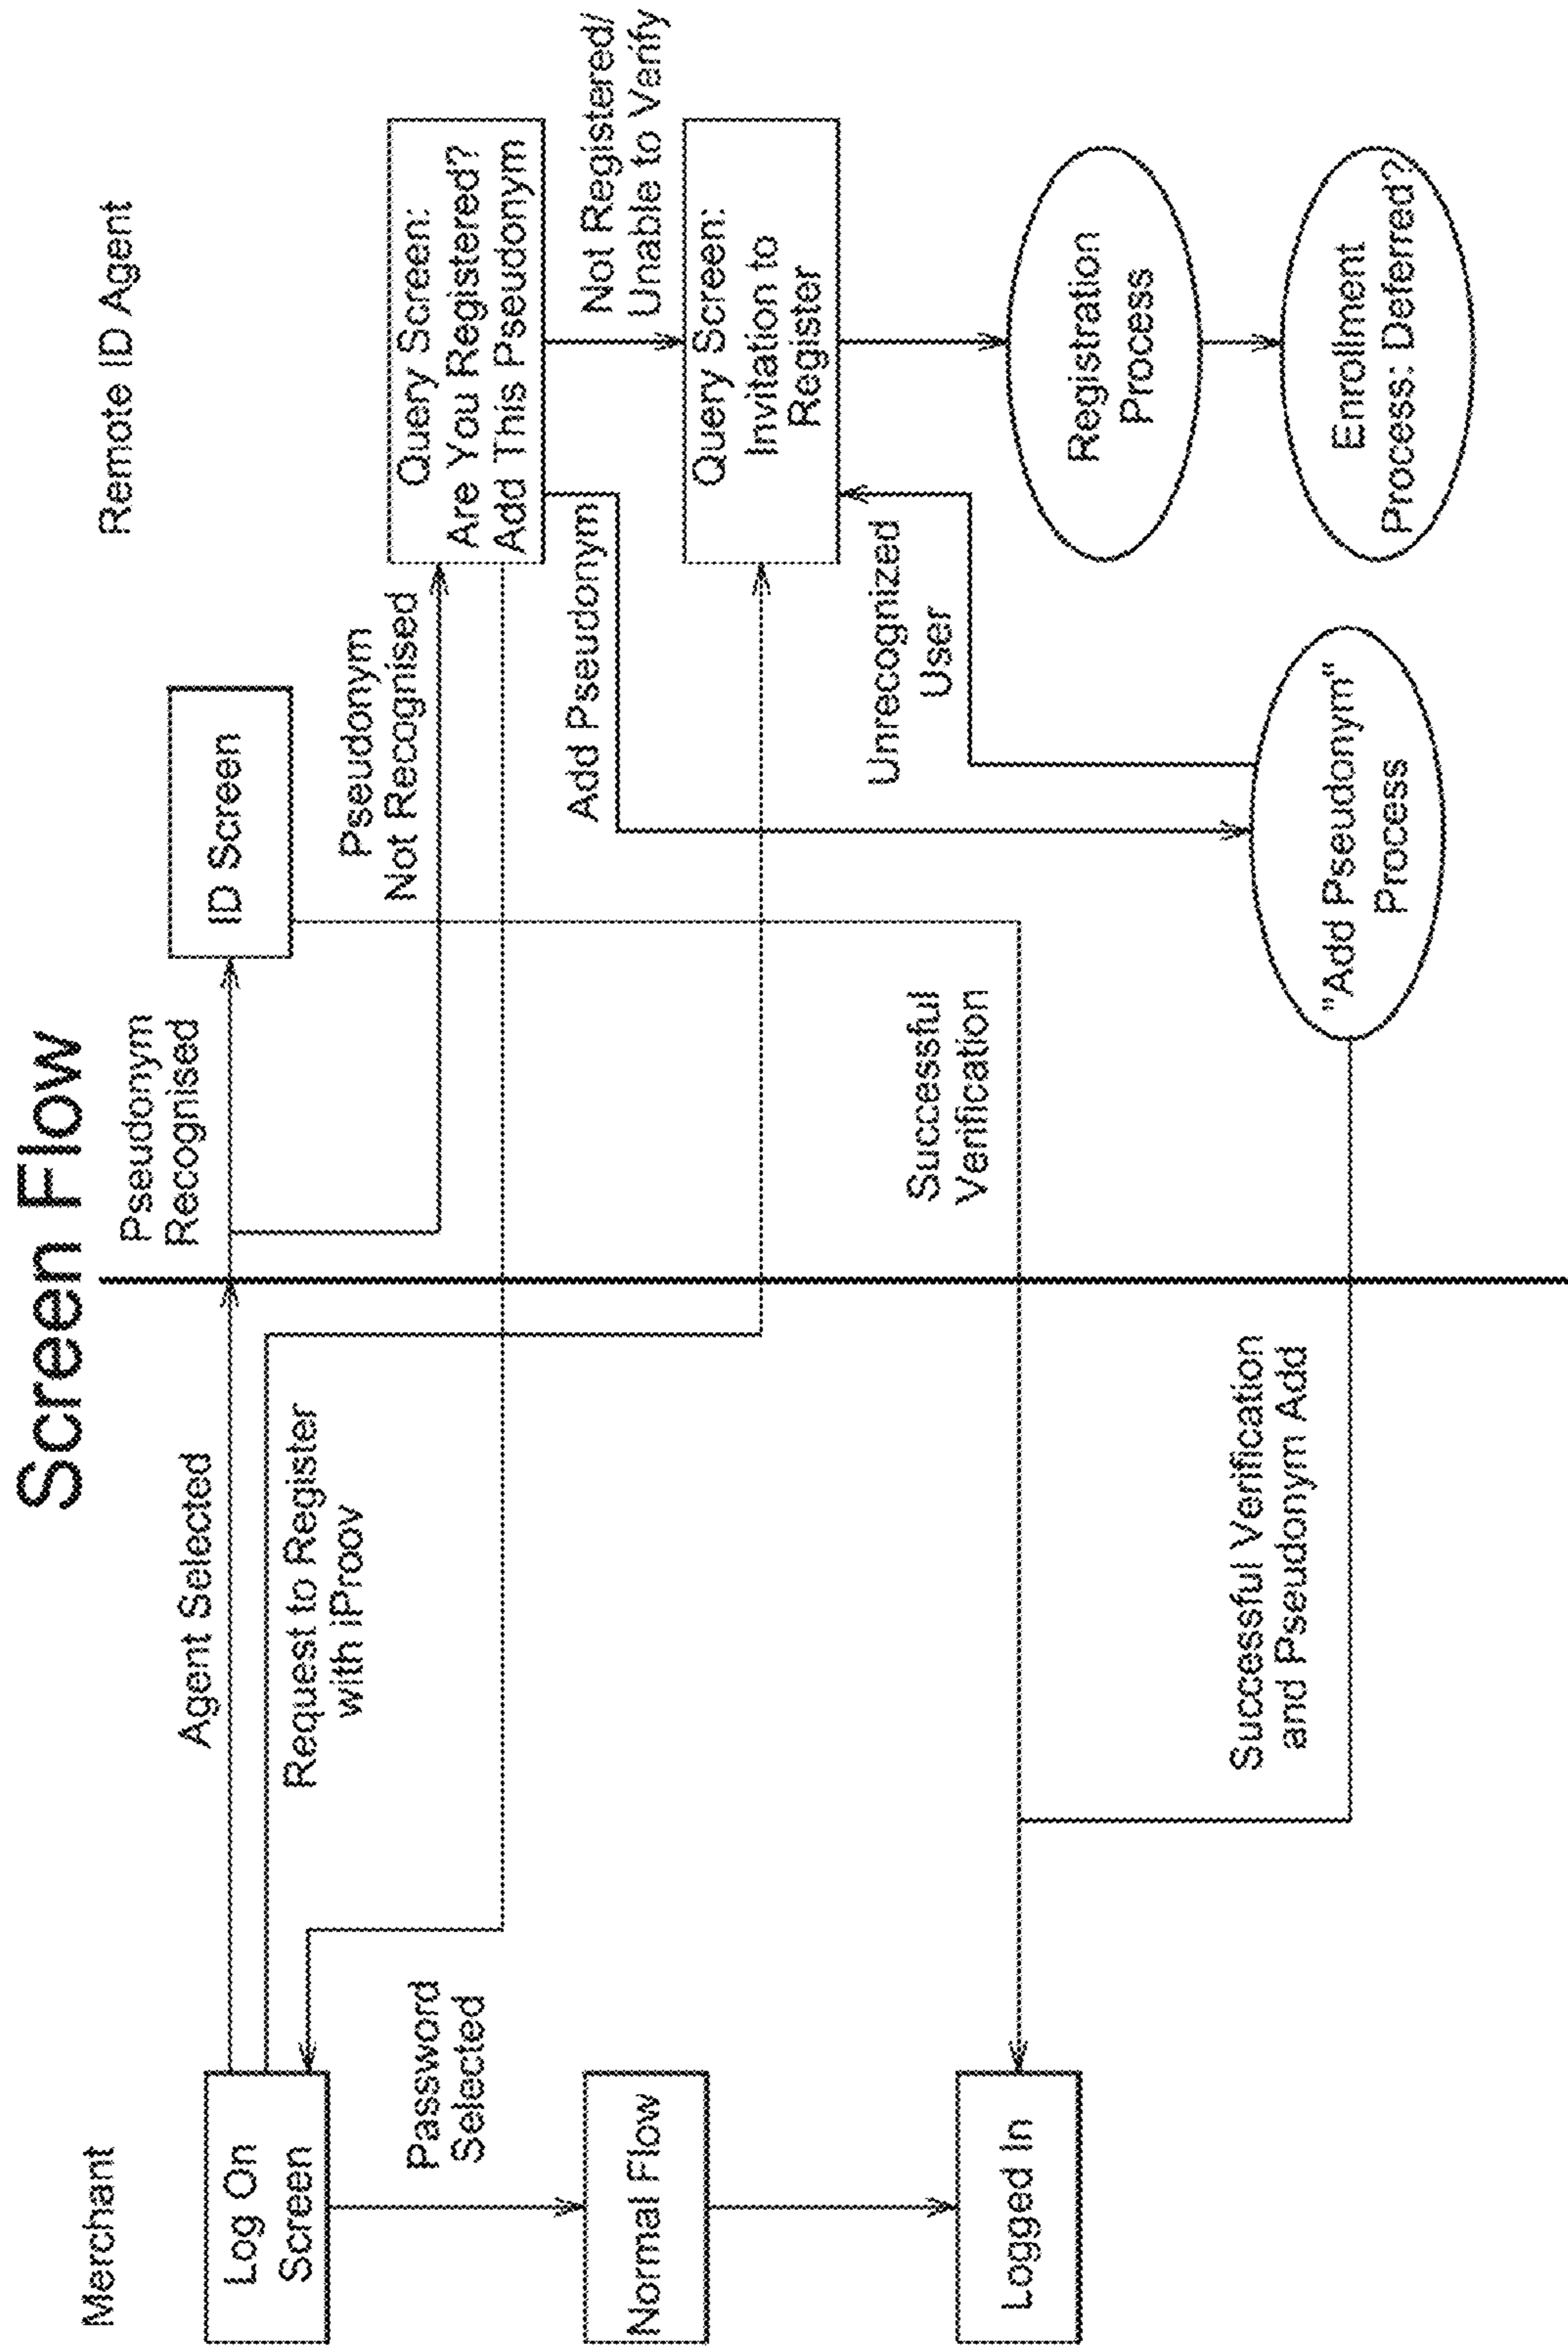 Screen Flow
Merchant
Remote ID Agent
Agent Selected
Pseudonym
Recognised
Log On
Screen
ID Screen
Request to Register
with iProov
Pseudonym
Not Recognised
Query Screen:
Are You Registered?
Add This Pseudonym
Password
Selected
Add Pseudonym
Not Registered/
Unable to Verify
Normal Flow
Query Screen:
Invitation to
Register
Unrecognized
User
Successful
Verification
Logged In
Registration
Process
Successful Verification
and Pseudonym Add
"Add Pseudonym"
Process
Enrollment
Process: Deferred?